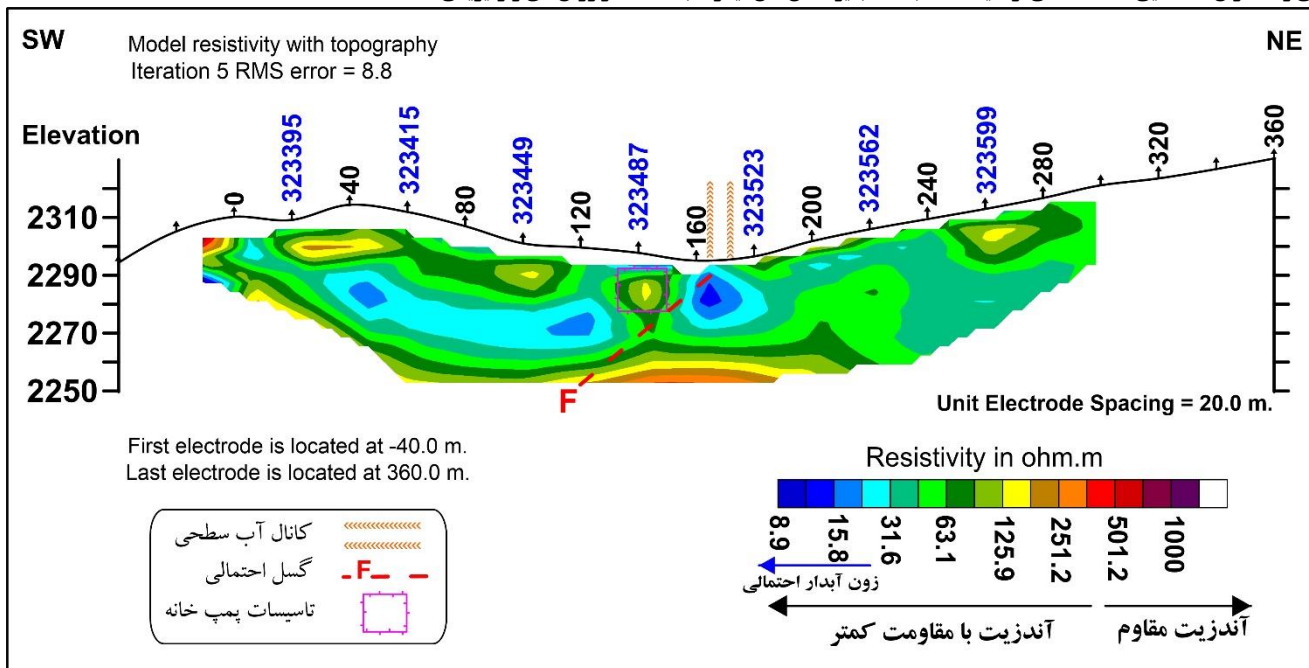 SW
NE
Model resistivity with topography
Iteration 5 RMS error = 8.8
Elevation
0
323395
40
323415
80
323449
120
323487
160
323523
200
323562
240
323599
280
320
360
2310
2290
2270
2250
F
Unit Electrode Spacing = 20.0 m.
First electrode is located at -40.0 m.
Last electrode is located at 360.0 m.
Resistivity in ohm.m
8.9
15.8
31.6
63.1
125.9
251.2
501.2
1000
کانال آب سطحی
گسل احتمالی
F
تاسیسات پمپ خانه
زون آبدار احتمالی
آندزیت با مقاومت کمتر
آندزیت مقاوم